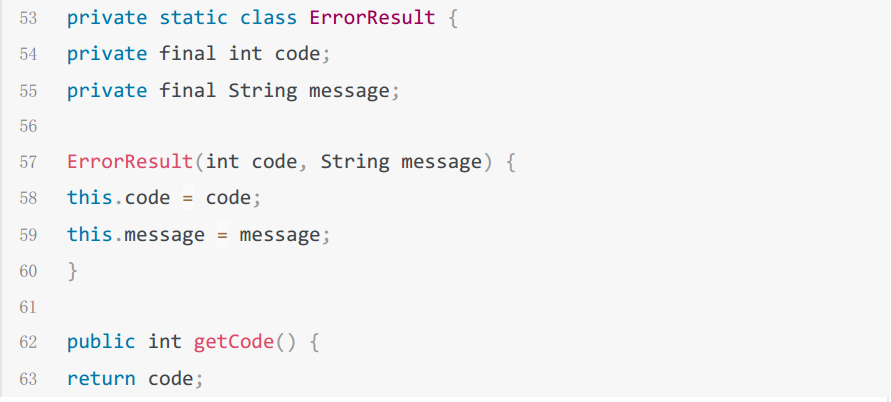 53 private static class ErrorResult {
54 private final int code;
55 private final String message;
56
57 ErrorResult(int code, String message) {
58 this.code = code;
59 this.message = message;
60 }
61
62 public int getCode() {
63 return code;